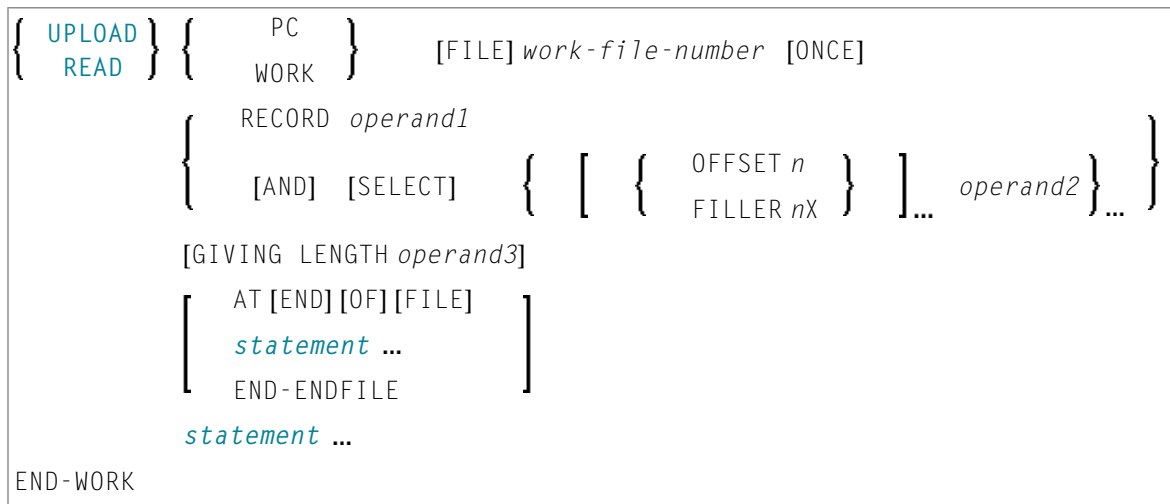 { UPLOAD } { PC } [FILE] work-file-number [ONCE]
READ WORK
RECORD operand1
[AND] [SELECT] { [ { OFFSET n } ]... operand2 }...
FILLER nX
[GIVING LENGTH operand3]
AT [END] [OF] [FILE]
statement ...
END-ENDFILE
statement ...
END-WORK